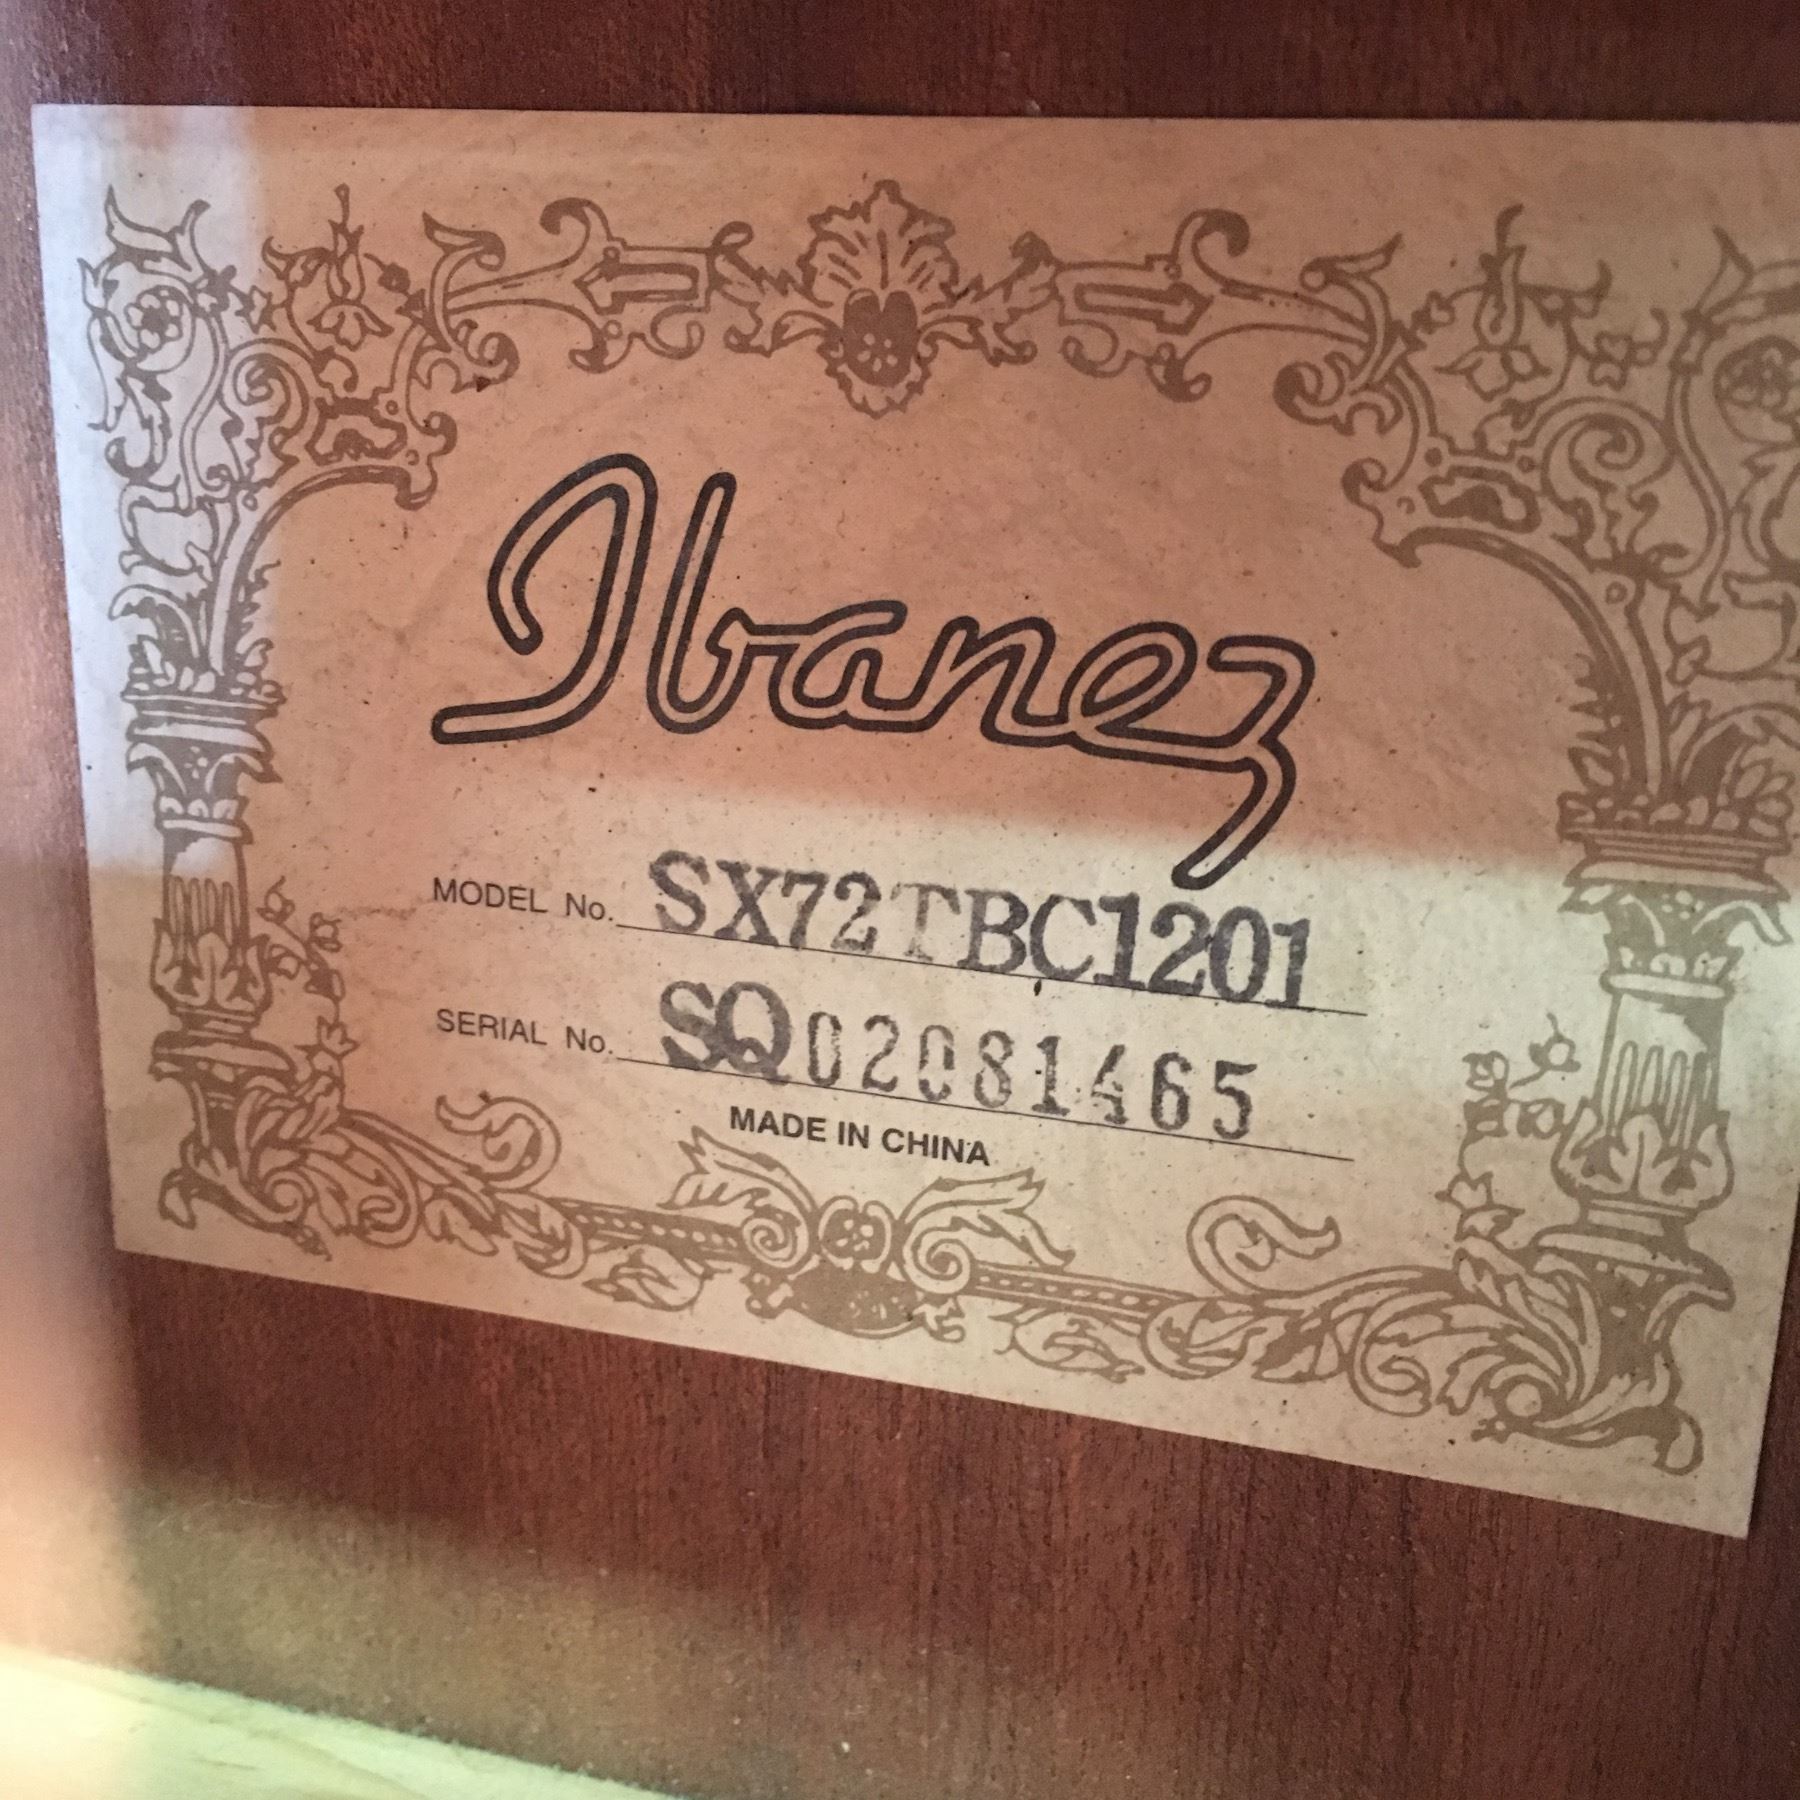 Ibanez
MODEL No. SX72TBC1201
SERIAL No. SQ02081465
MADE IN CHINA